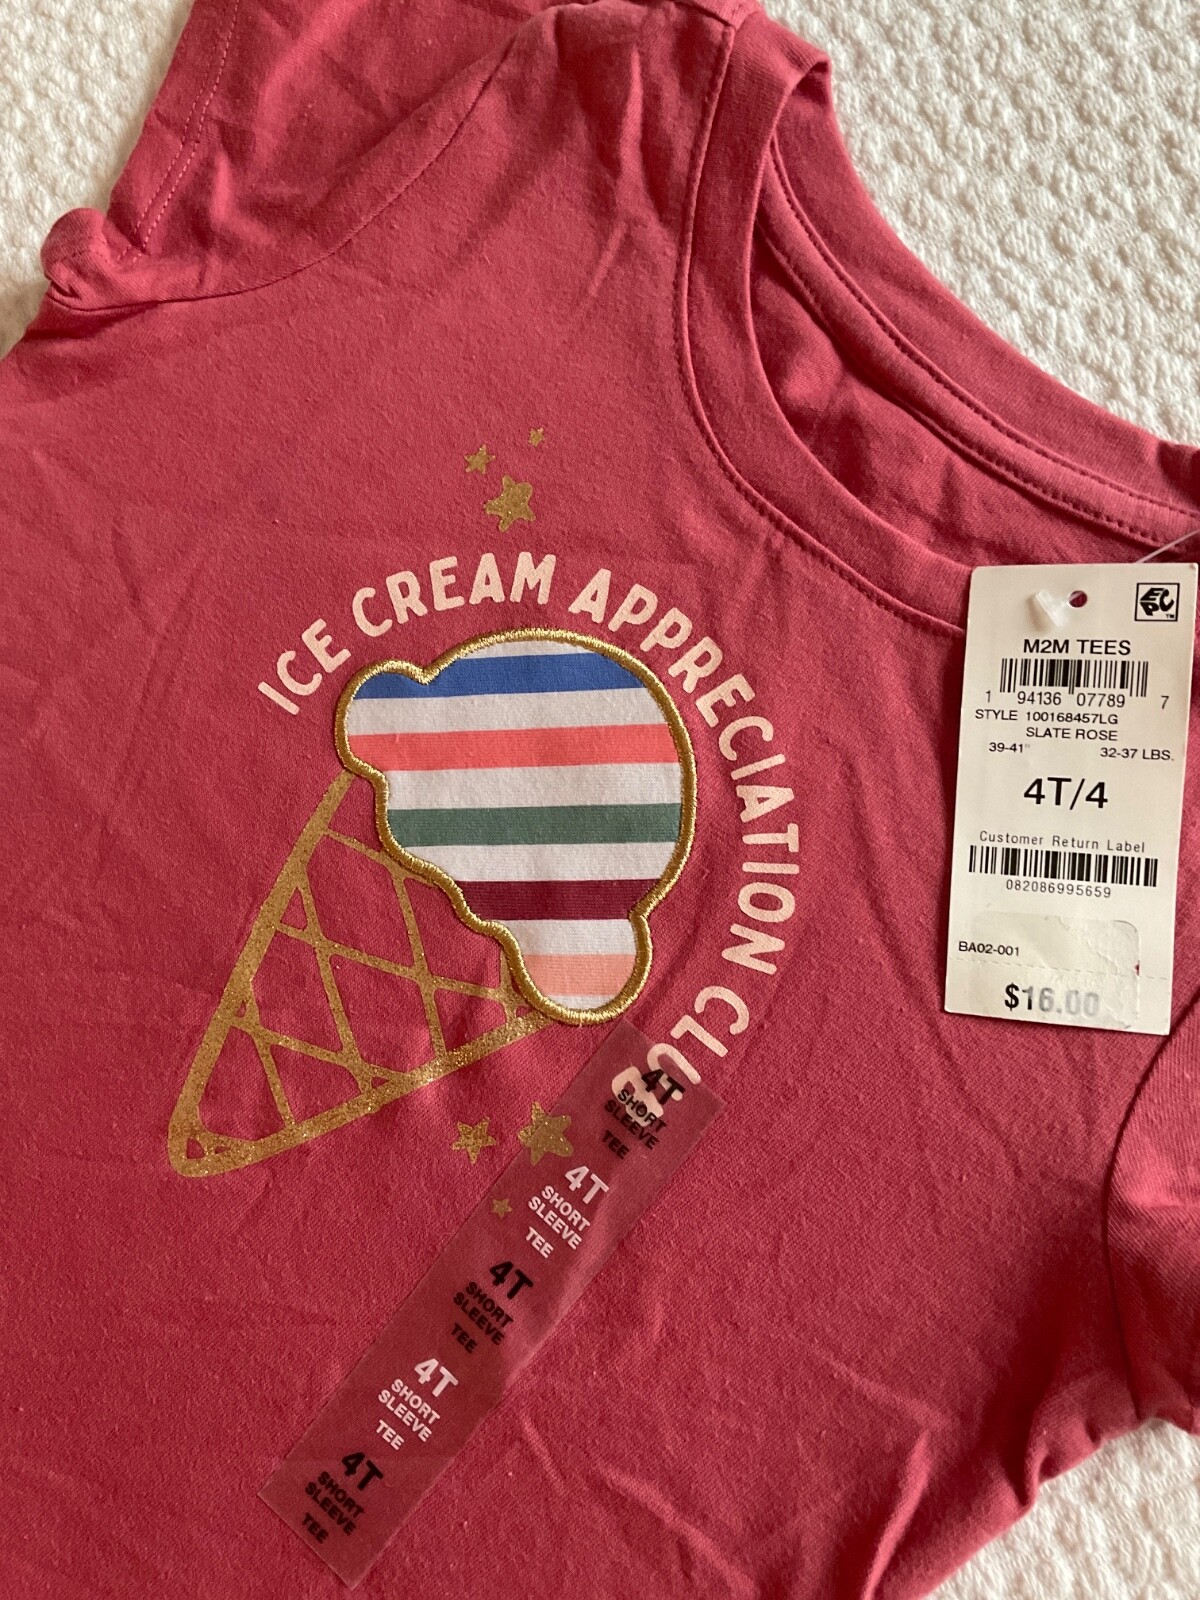 ICE CREAM APPRECIATION CLUB
EPC™
M2M TEES
1 94136 07789 7
STYLE 100168457LG
SLATE ROSE
39-41" 32-37 LBS.
4T/4
Customer Return Label
082086995659
BA02-001
$16.00
4T
SHORT
SLEEVE
TEE
4T
SHORT
SLEEVE
TEE
4T
SHORT
SLEEVE
TEE
4T
SHORT
SLEEVE
TEE
4T
SHORT
SLEEVE
TEE